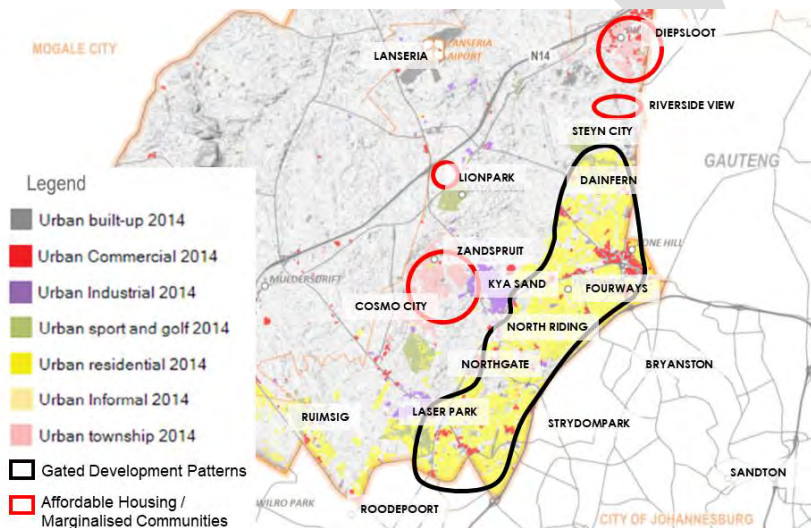 MOGALE CITY
LANSERIA
LANSERIA
AIPORT
N14
DIEPSLOOT
RIVERSIDE VIEW
STEYN CITY
GAUTENG
DAINFERN
LIONPARK
Legend
Urban built-up 2014
Urban Commercial 2014
Urban Industrial 2014
Urban sport and golf 2014
Urban residential 2014
Urban Informal 2014
Urban township 2014
Gated Development Patterns
Affordable Housing /
Marginalised Communities
ZANDSPRUIT
MULDERSDRIFT
KYA SAND
COSMO CITY
FOURWAYS
NORTH RIDING
NORTHGATE
BRYANSTON
RUIMSIG
LASER PARK
STRYDOMPARK
SANDTON
WILRO PARK
ROODEPOORT
CITY OF JOHANNESBURG